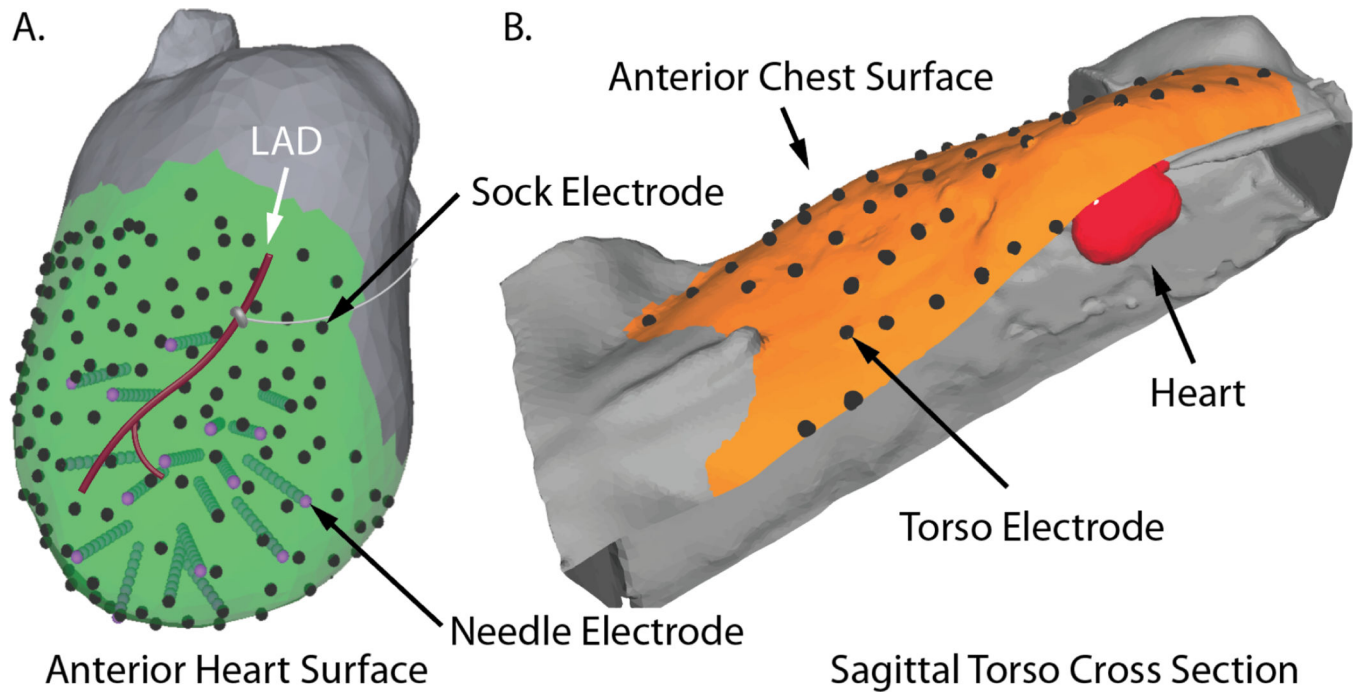 A.
LAD
Sock Electrode
Needle Electrode
Anterior Heart Surface
B.
Anterior Chest Surface
Heart
Torso Electrode
Sagittal Torso Cross Section